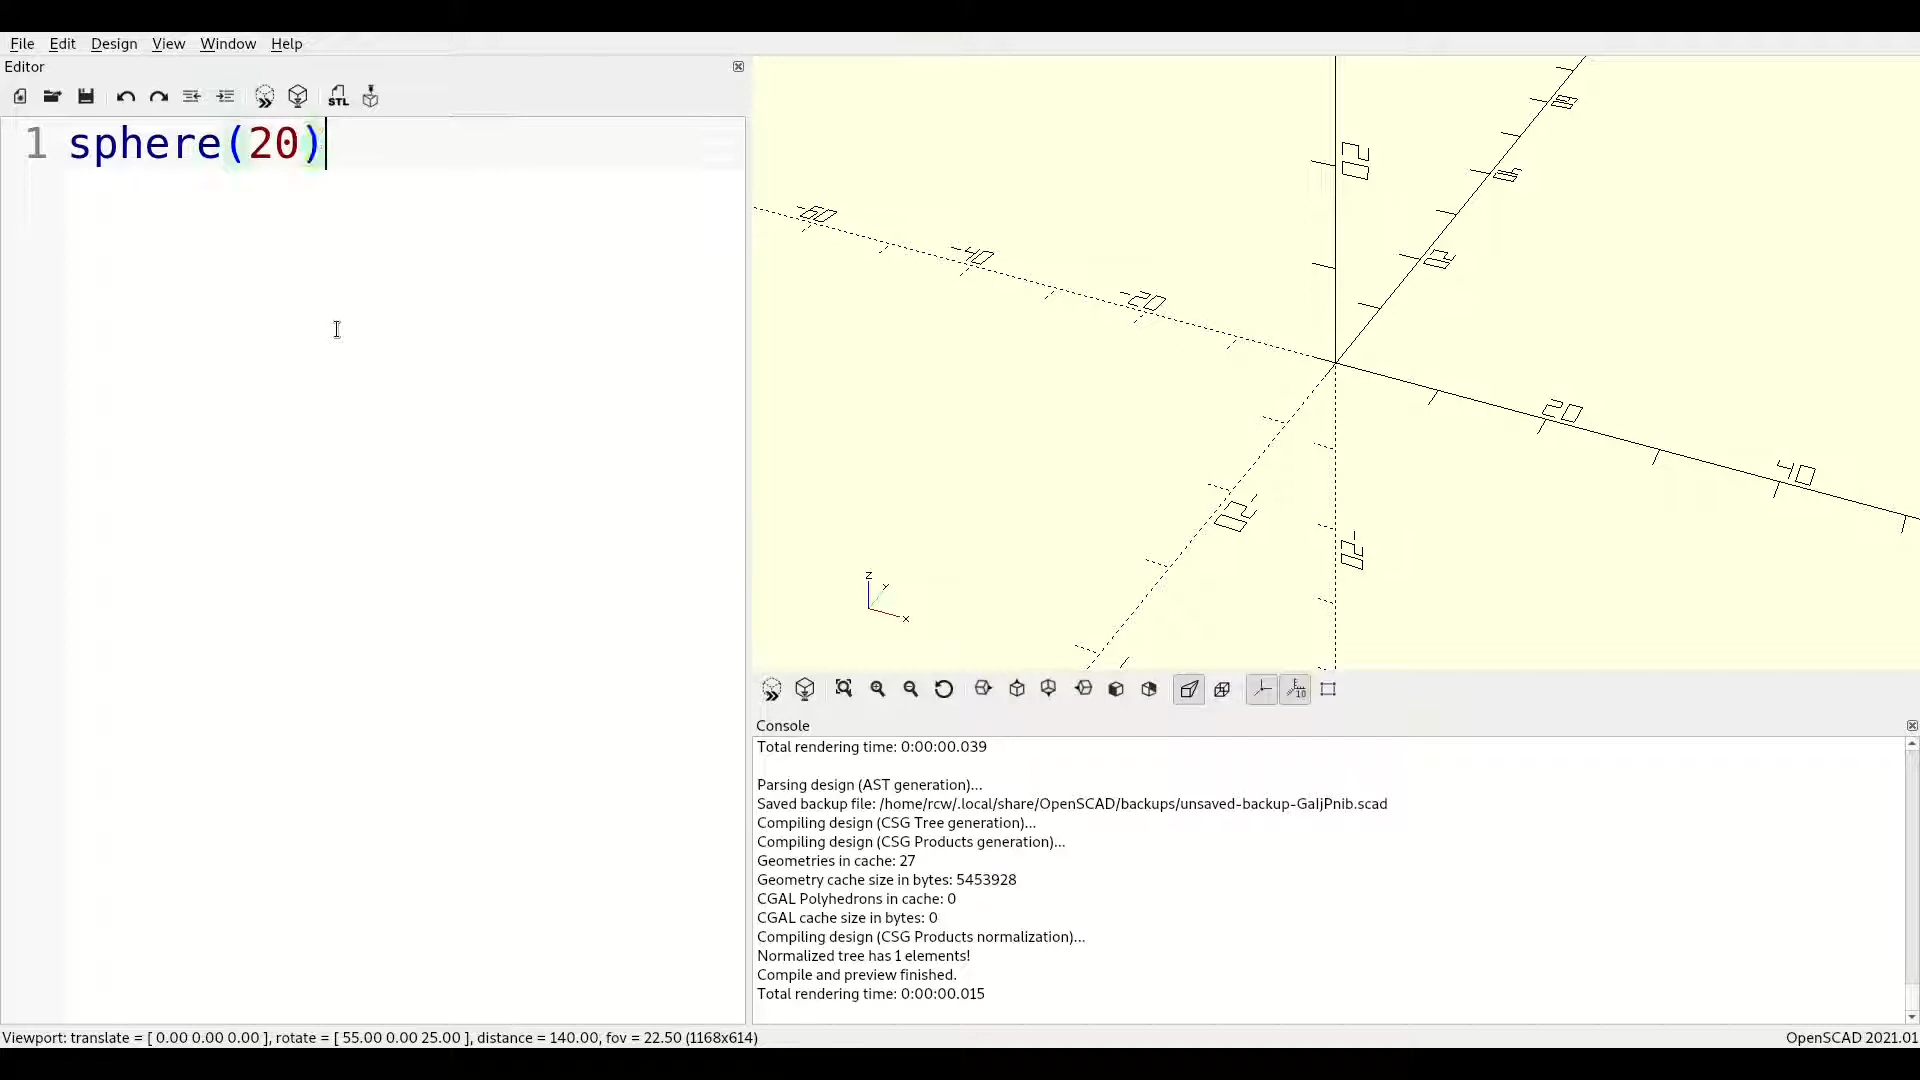 File Edit Design View Window Help
Editor
STL
1 sphere(20)
-60
-40
-20
20
40
20
-20
20
-20
z
y
x
10
Console
Total rendering time: 0:00:00.039
Parsing design (AST generation)...
Saved backup file: /home/rcw/.local/share/OpenSCAD/backups/unsaved-backup-GaIjPnib.scad
Compiling design (CSG Tree generation)...
Compiling design (CSG Products generation)...
Geometries in cache: 27
Geometry cache size in bytes: 5453928
CGAL Polyhedrons in cache: 0
CGAL cache size in bytes: 0
Compiling design (CSG Products normalization)...
Normalized tree has 1 elements!
Compile and preview finished.
Total rendering time: 0:00:00.015
Viewport: translate = [ 0.00 0.00 0.00 ], rotate = [ 55.00 0.00 25.00 ], distance = 140.00, fov = 22.50 (1168x614)
OpenSCAD 2021.01